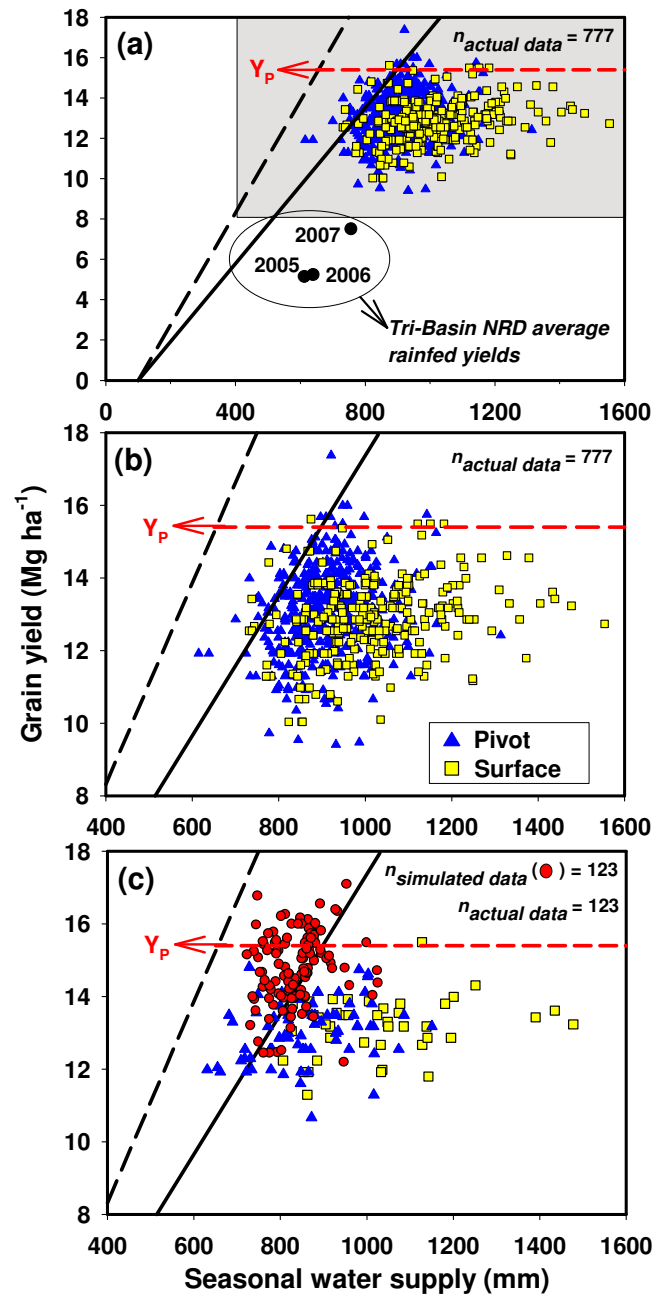 18
16
14
12
10
8
6
4
2
0
(a)
n actual data = 777
YP
2007
2005
2006
Tri-Basin NRD average
rainfed yields
0
400
800
1200
1600
Grain yield (Mg ha-1)
18
16
14
12
10
8
(b)
n actual data = 777
YP
Pivot
Surface
400
600
800
1000
1200
1400
1600
18
16
14
12
10
8
(c)
n simulated data (●) = 123
n actual data = 123
YP
400
600
800
1000
1200
1400
1600
Seasonal water supply (mm)